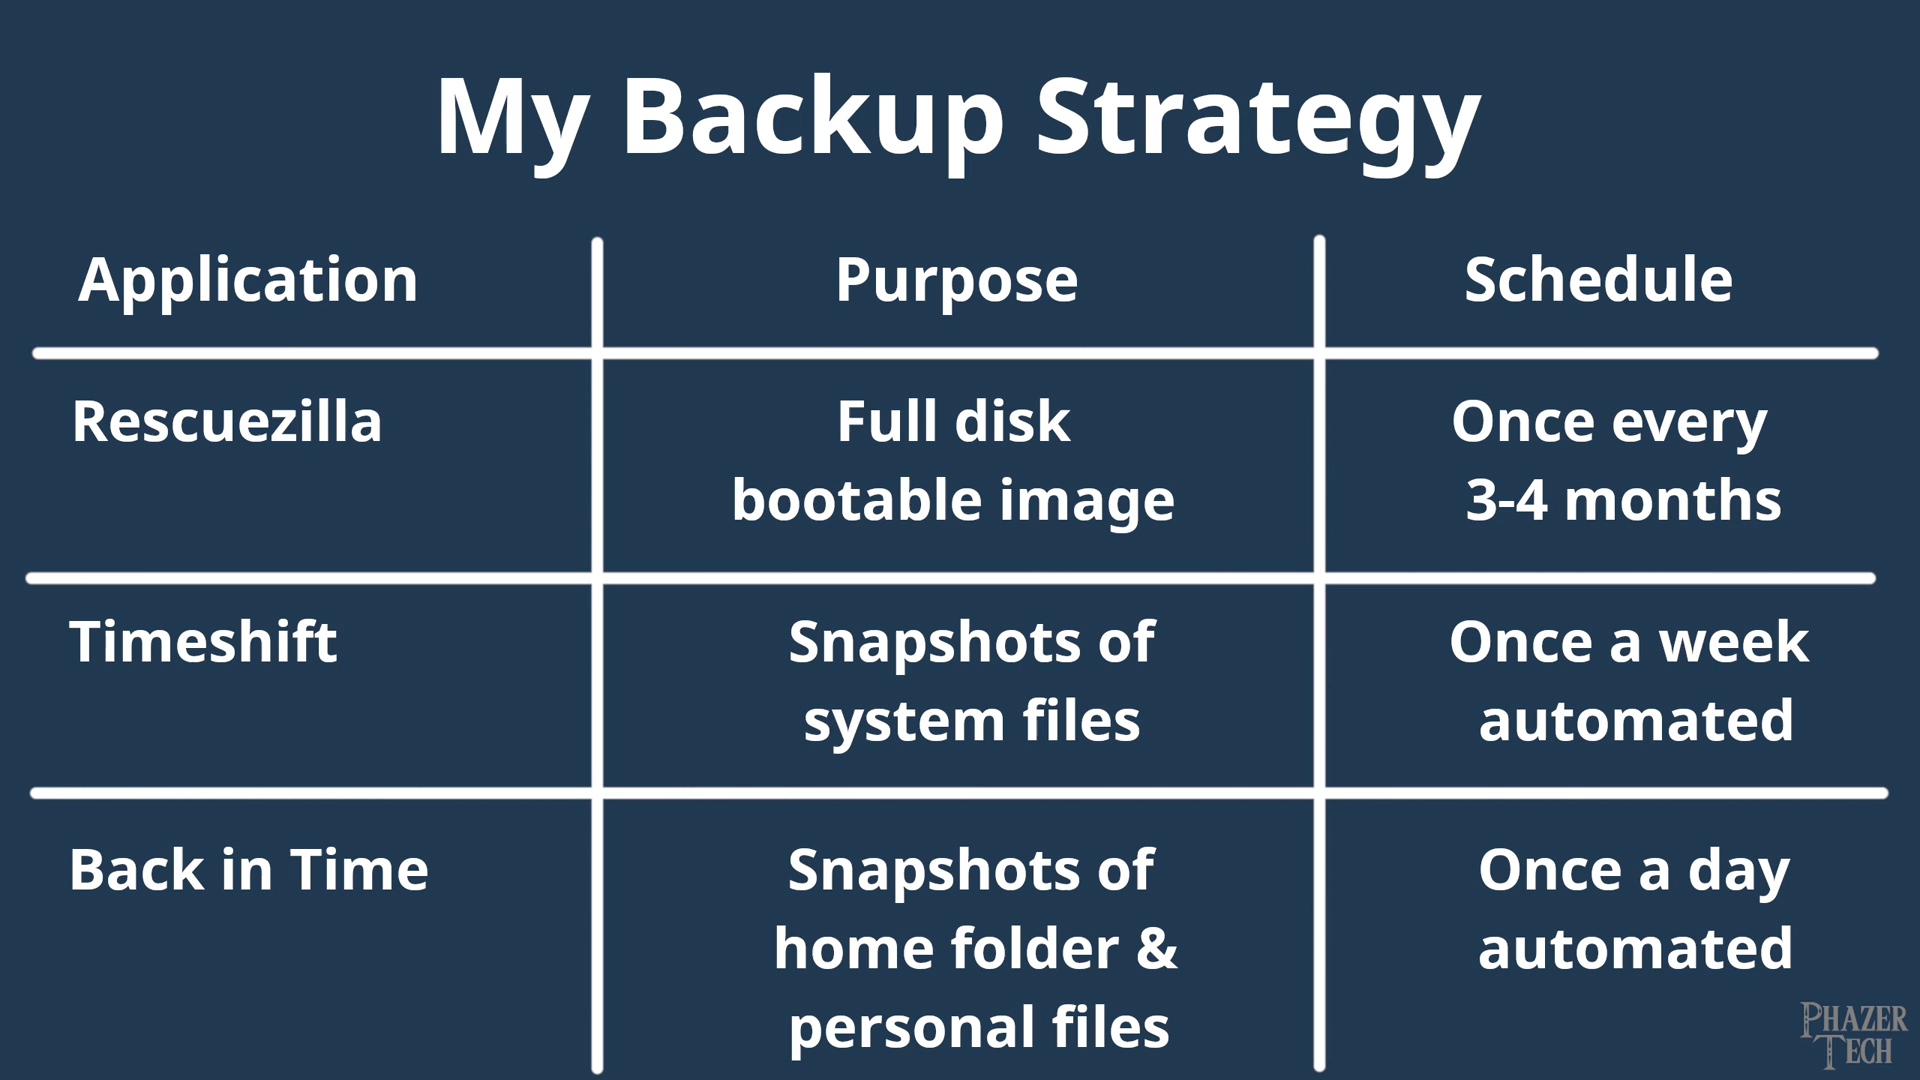 My Backup Strategy
Application
Purpose
Schedule
Rescuezilla
Full disk
bootable image
Once every
3-4 months
Timeshift
Snapshots of
system files
Once a week
automated
Back in Time
Snapshots of
home folder &
personal files
Once a day
automated
PHAZER
TECH